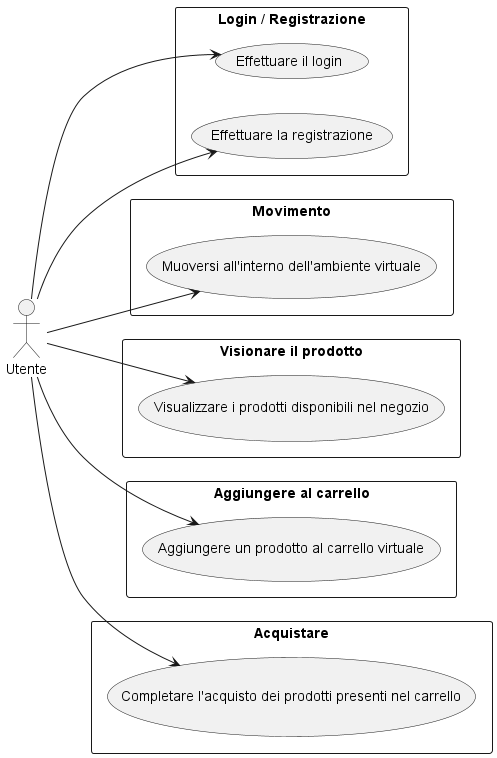 Login / Registrazione
Effettuare il login
Effettuare la registrazione
Movimento
Muoversi all'interno dell'ambiente virtuale
Utente
Visionare il prodotto
Visualizzare i prodotti disponibili nel negozio
Aggiungere al carrello
Aggiungere un prodotto al carrello virtuale
Acquistare
Completare l'acquisto dei prodotti presenti nel carrello